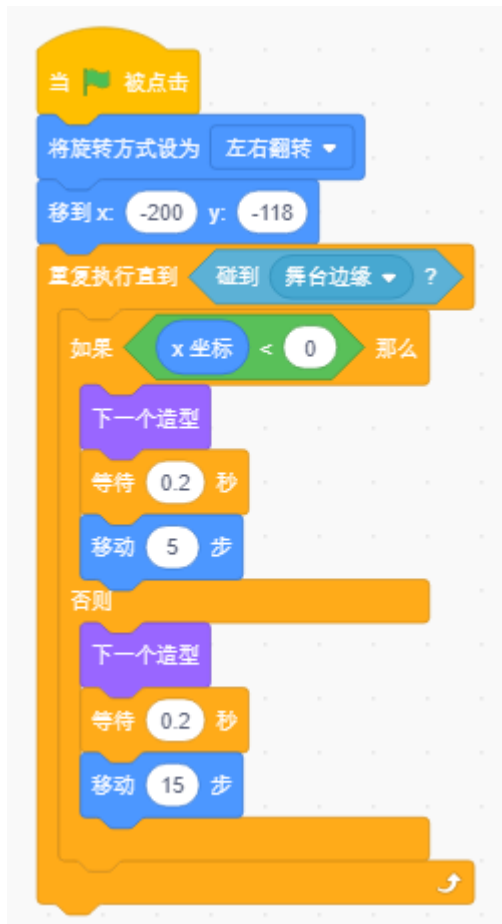 当 被点击
将旋转方式设为 左右翻转
移到 x: -200 y: -118
重复执行直到 碰到 舞台边缘 ?
如果 x 坐标 < 0 那么
下一个造型
等待 0.2 秒
移动 5 步
否则
下一个造型
等待 0.2 秒
移动 15 步